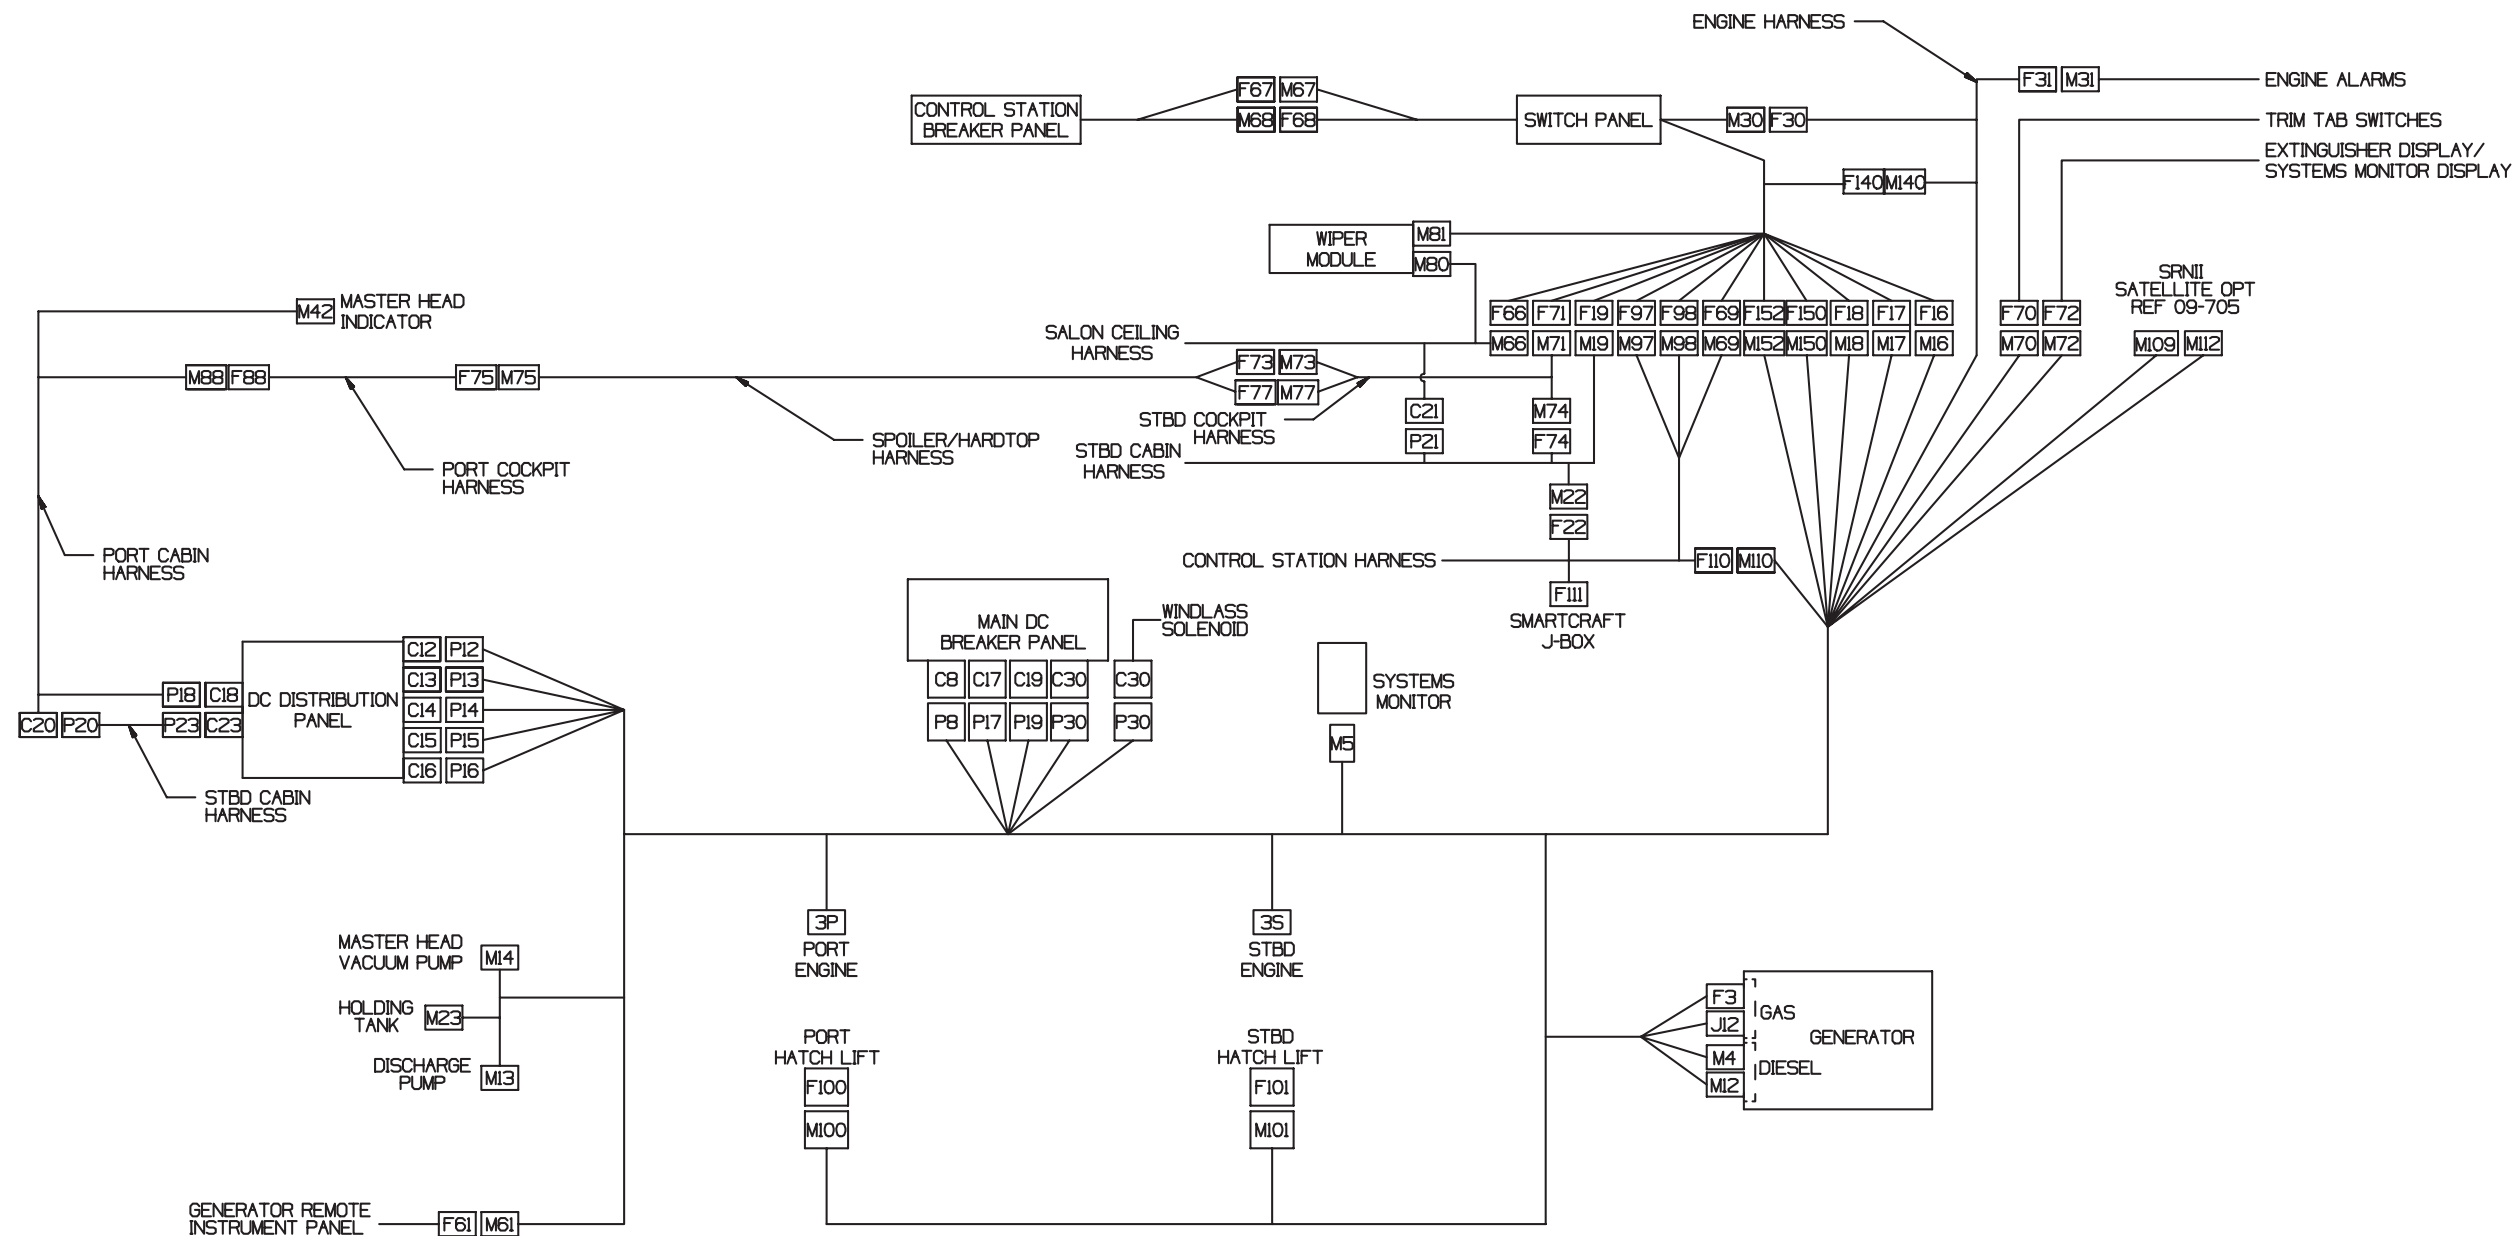 ENGINE HARNESS
F31 M31 ENGINE ALARMS
F67 M67
CONTROL STATION
BREAKER PANEL
M68 F68
SWITCH PANEL
M30 F30
TRIM TAB SWITCHES
EXTINGUISHER DISPLAY/
SYSTEMS MONITOR DISPLAY
F140 M140
WIPER
MODULE
M81
M80
SRNII
SATELLITE OPT
REF 09-705
M42
MASTER HEAD
INDICATOR
F66 F71 F19 F97 F98 F69 F152 F150 F18 F17 F16 F70 F72
M66 M71 M19 M97 M98 M69 M152 M150 M18 M17 M16 M70 M72 M109 M112
SALON CEILING
HARNESS
F73 M73
F77 M77
M88 F88
F75 M75
C21
P21
M74
F74
STBD COCKPIT
HARNESS
SPOILER/HARDTOP
HARNESS
STBD CABIN
HARNESS
PORT COCKPIT
HARNESS
M22
F22
PORT CABIN
HARNESS
CONTROL STATION HARNESS
F110 M110
F111
SMARTCRAFT
J-BOX
MAIN DC
BREAKER PANEL
WINDLASS
SOLENOID
C8 C17 C19 C30 C30
P8 P17 P19 P30 P30
SYSTEMS
MONITOR
M5
C12 P12
C13 P13
C14 P14
C15 P15
C16 P16
DC DISTRIBUTION
PANEL
P18 C18
C20 P20
P23 C23
STBD CABIN
HARNESS
3P
PORT
ENGINE
3S
STBD
ENGINE
MASTER HEAD
VACUUM PUMP
M14
HOLDING
TANK
M23
DISCHARGE
PUMP
M13
PORT
HATCH LIFT
F100
M100
STBD
HATCH LIFT
F101
M101
F3
J12
M4
M12
GAS
DIESEL
GENERATOR
GENERATOR REMOTE
INSTRUMENT PANEL
F61 M61